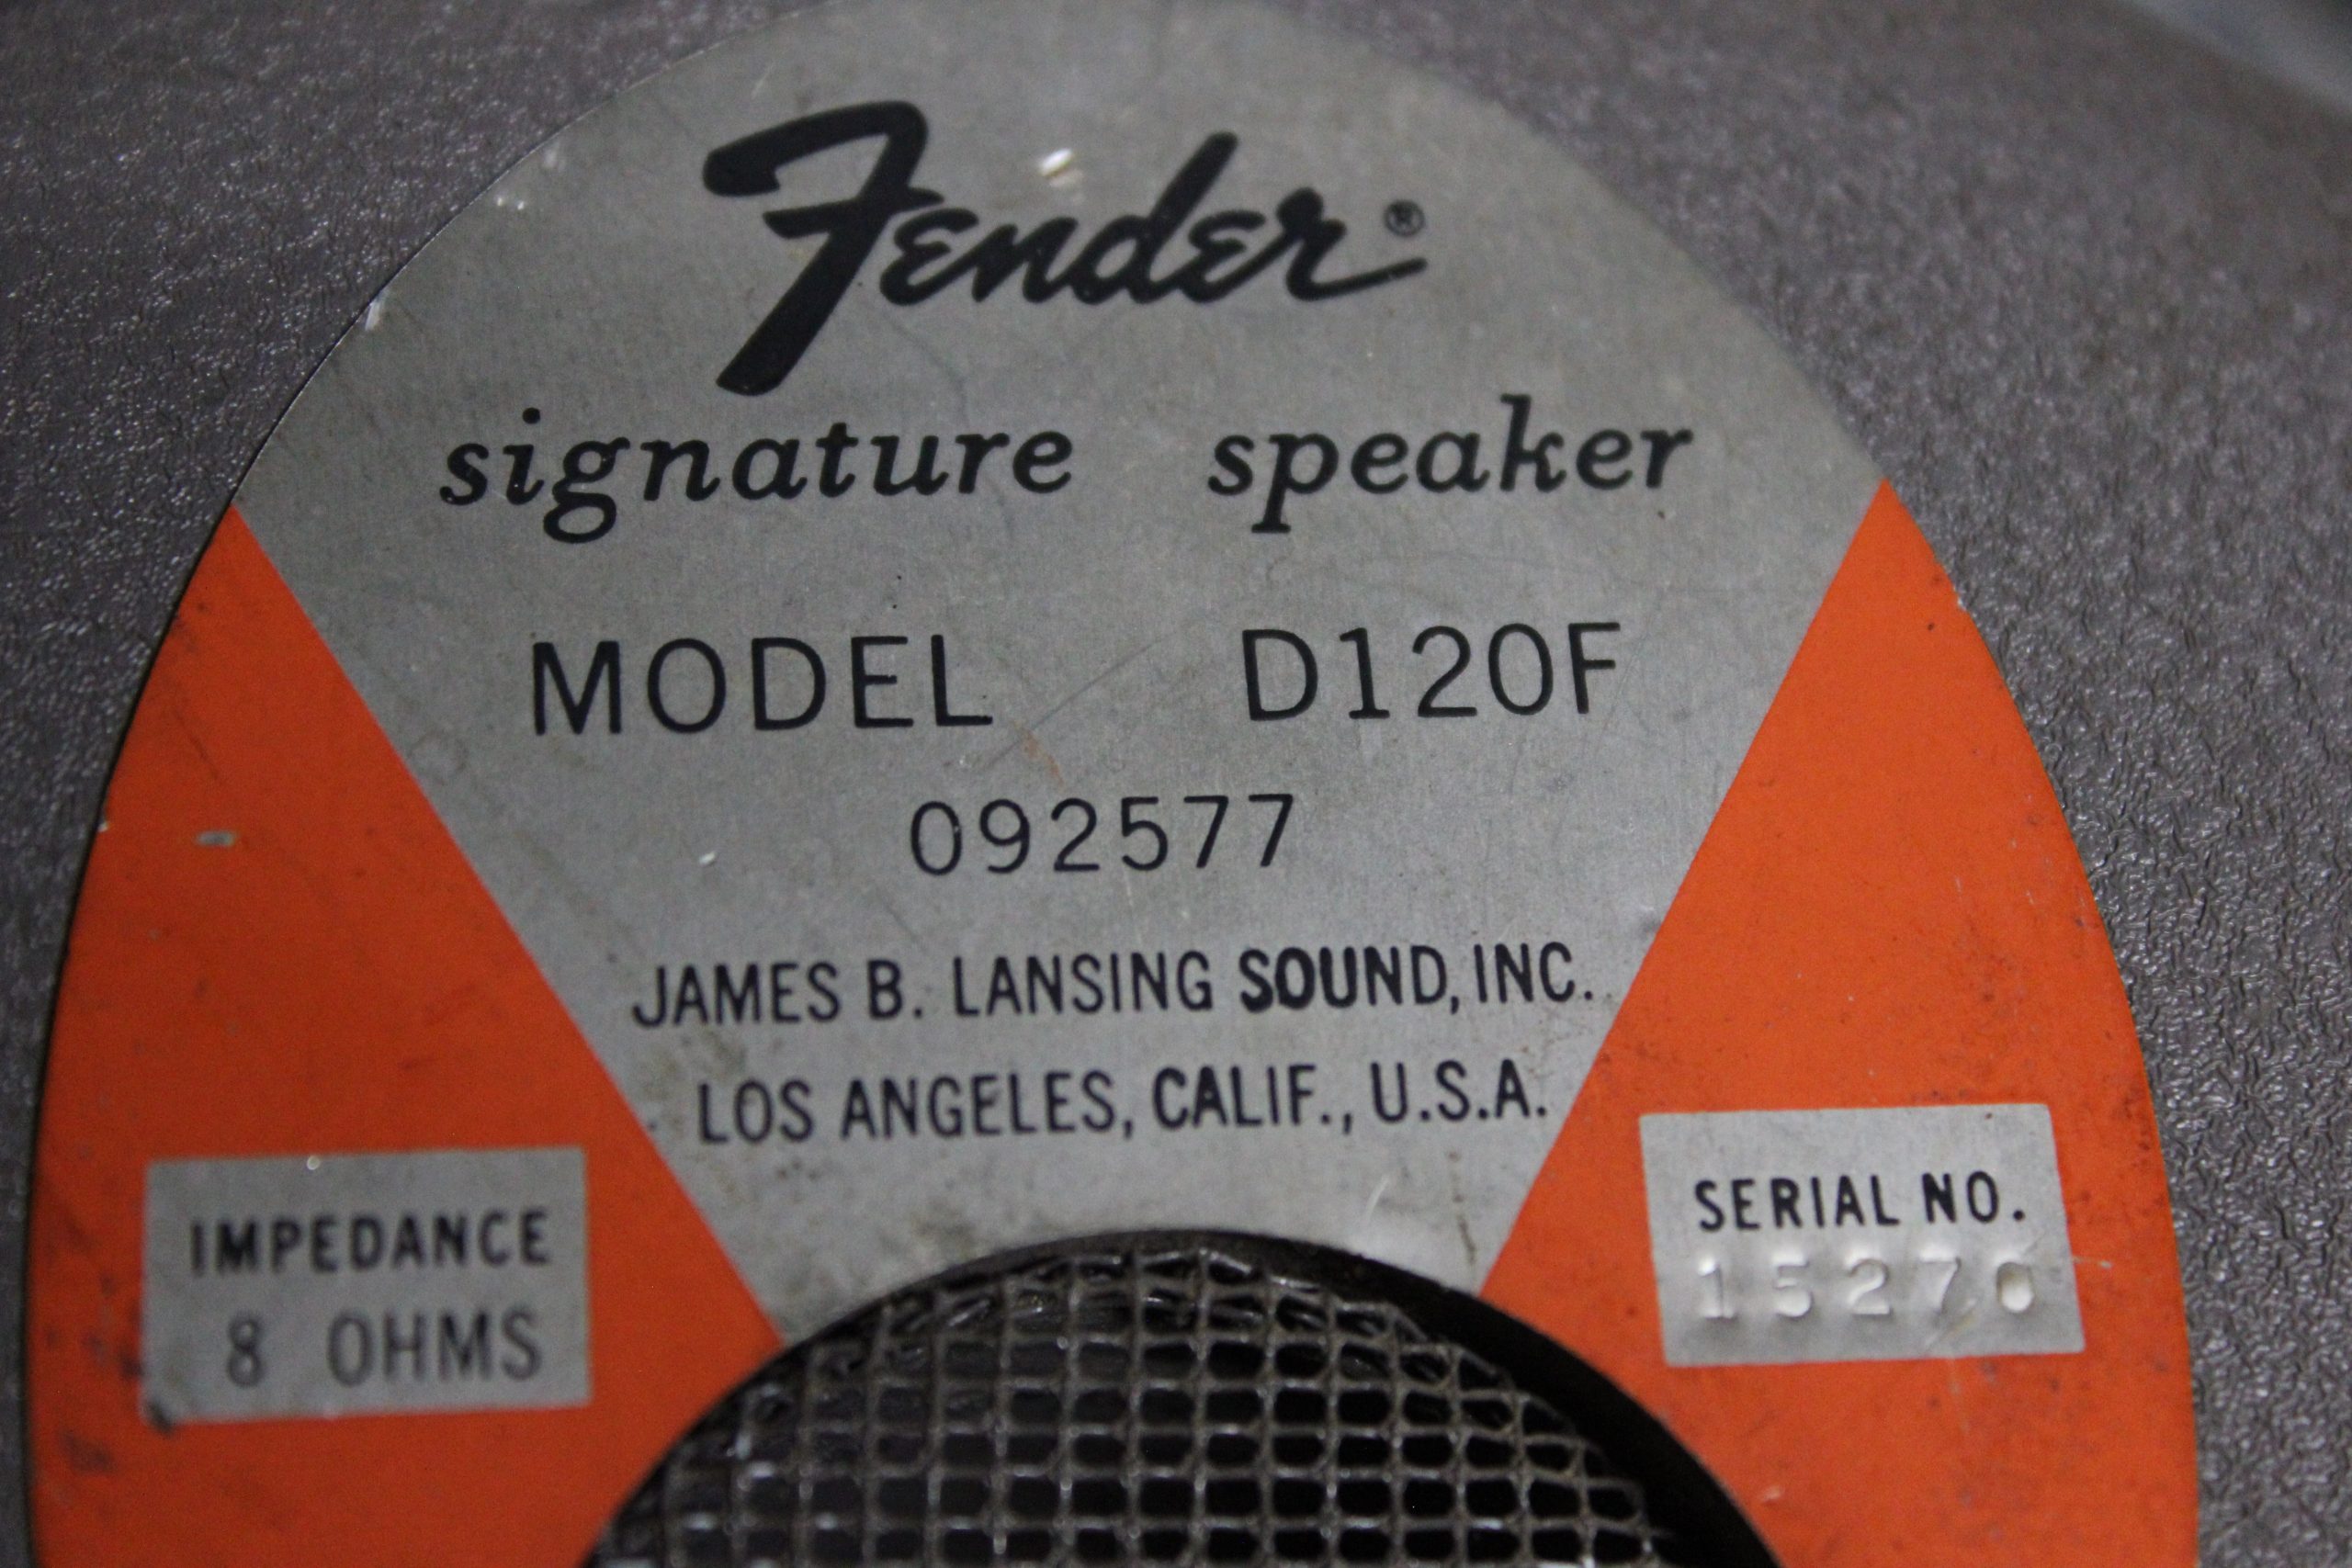 Fender®
signature speaker
MODEL D120F
092577
JAMES B. LANSING SOUND, INC.
LOS ANGELES, CALIF., U.S.A.
IMPEDANCE
8 OHMS
SERIAL NO.
15270